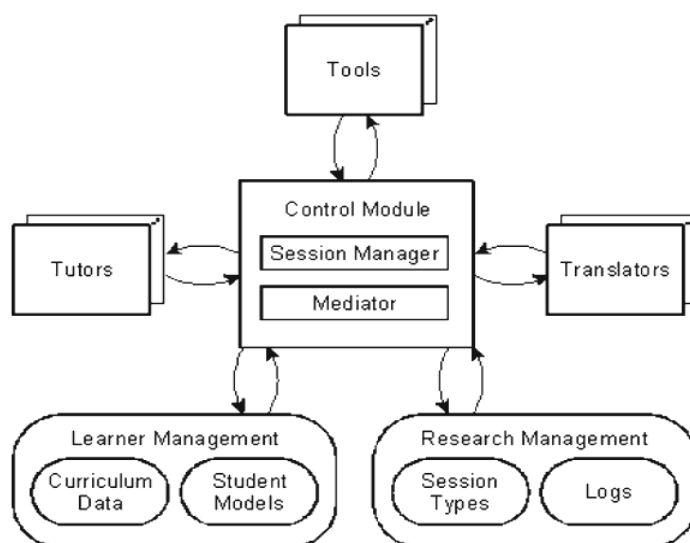 Tools
Control Module
Session Manager
Mediator
Tutors
Translators
Learner Management
Curriculum
Data
Student
Models
Research Management
Session
Types
Logs